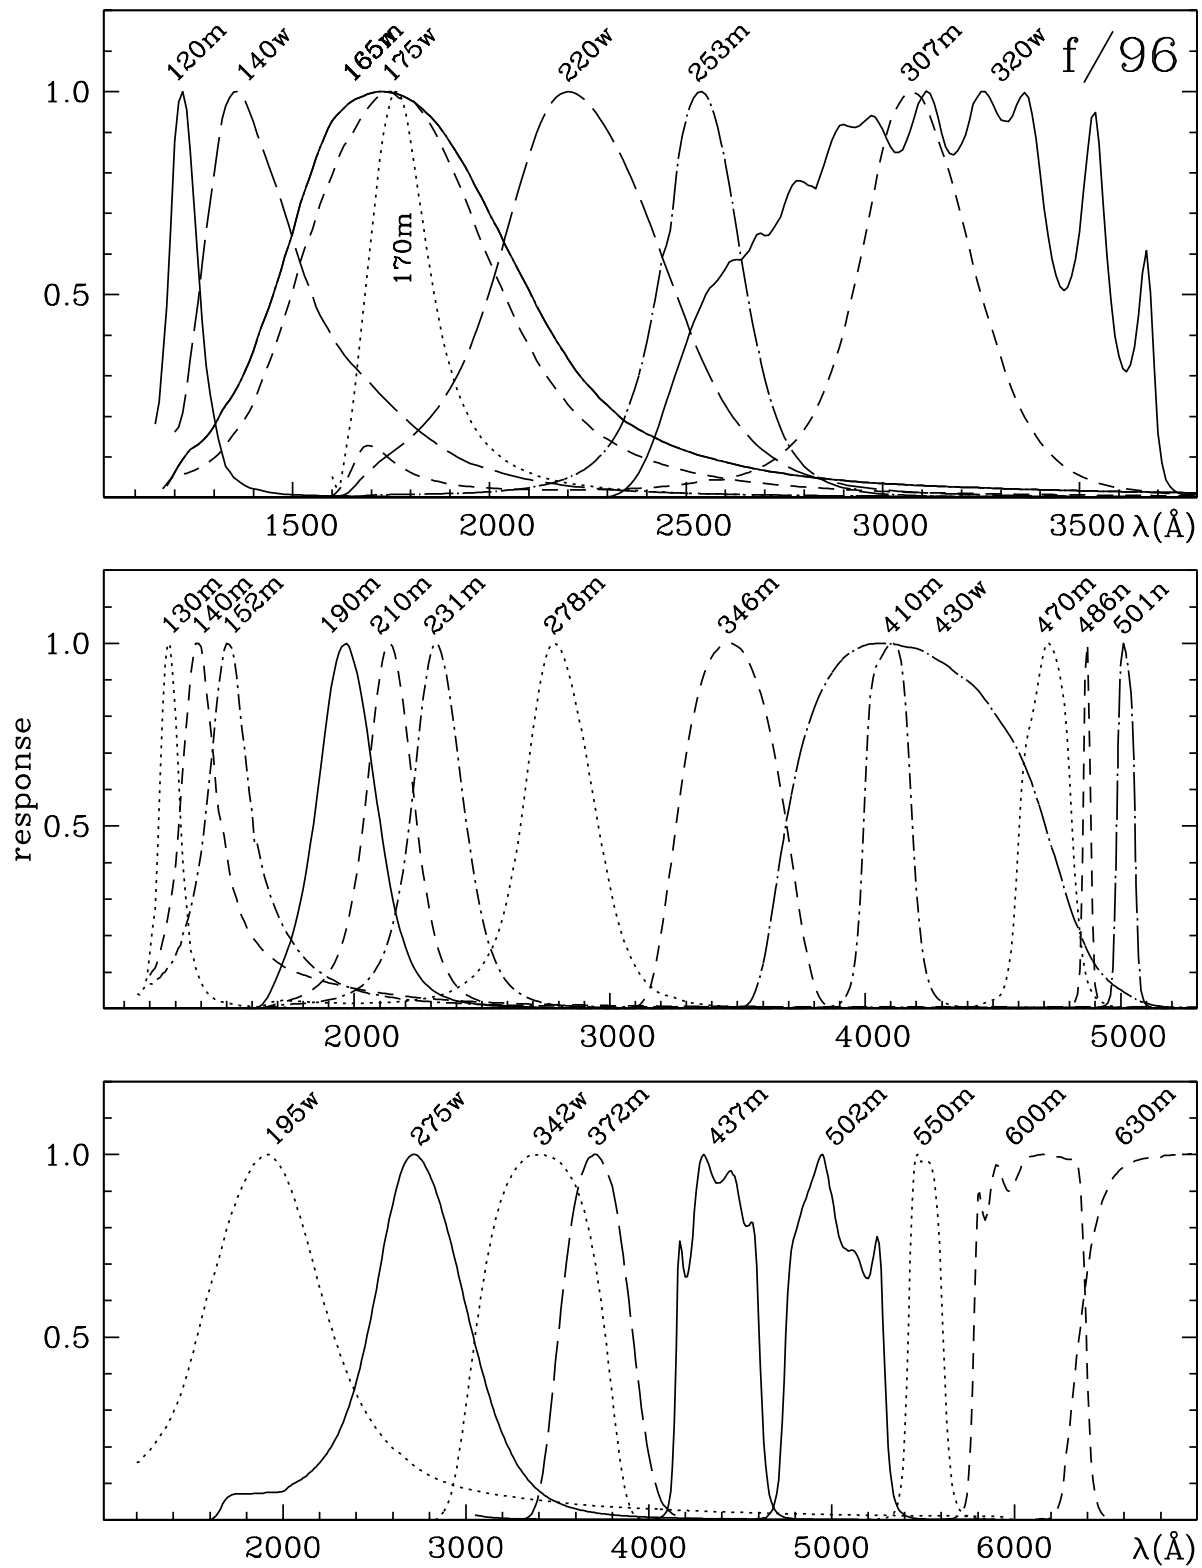 120m 140w 165w 175w 220w 253m 307m 320w f/96
170m
1.0
0.5
1500 2000 2500 3000 3500 λ(Å)
130m 140m 152m 190m 210m 231m 278m 346m 410m 430w 470m 486n 501n
1.0
0.5
response
2000 3000 4000 5000
195w 275w 342w 372m 437m 502m 550m 600m 630m
1.0
0.5
2000 3000 4000 5000 6000 λ(Å)